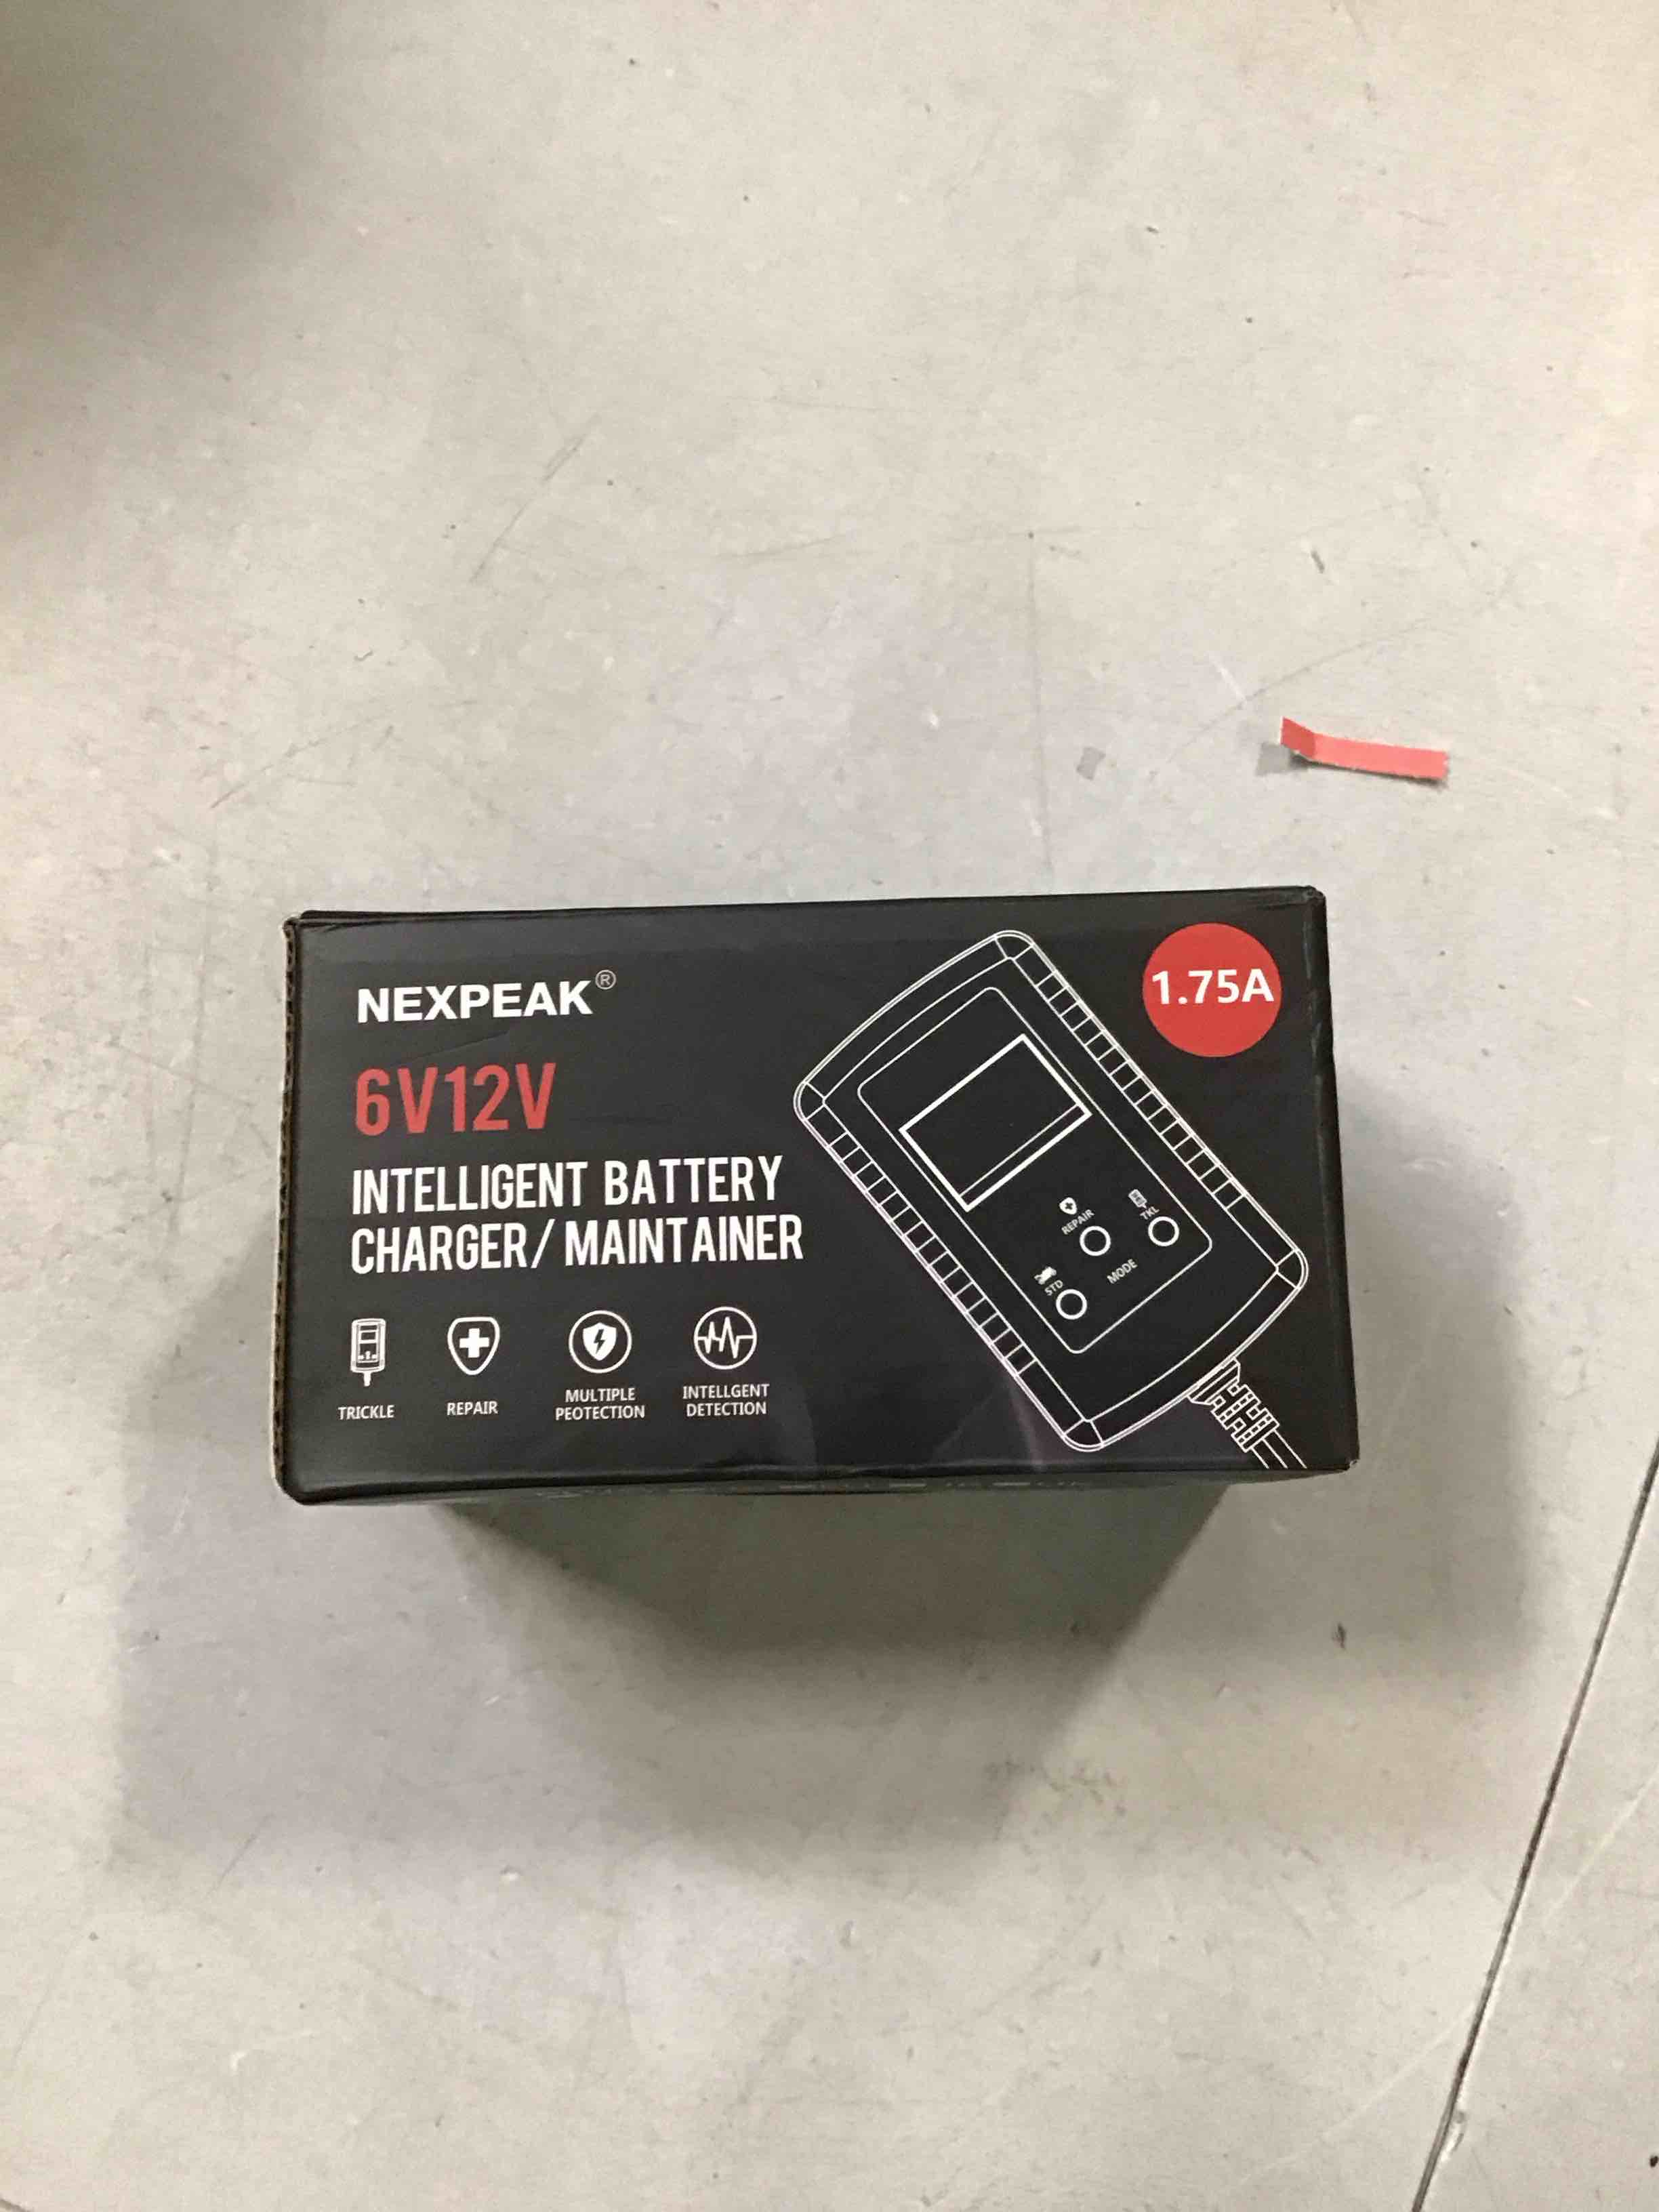 NEXPEAK®
1.75A
6V12V
INTELLIGENT BATTERY
CHARGER/ MAINTAINER
REPAIR
TKL
STD
MODE
TRICKLE
REPAIR
MULTIPLE
PEOTECTION
INTELLGENT
DETECTION